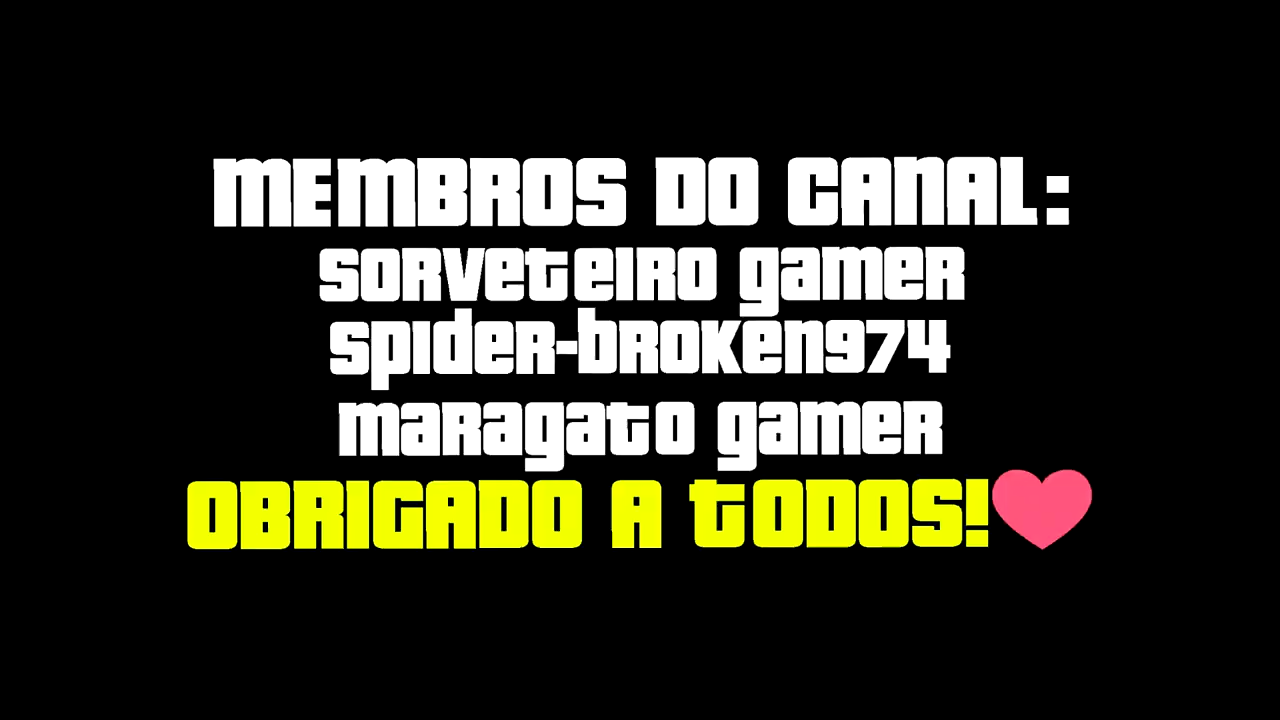 MEMBROS DO CANAL:
sorveteiro gamer
spider-broken974
maragato gamer
OBRIGADO A TODOS!❤